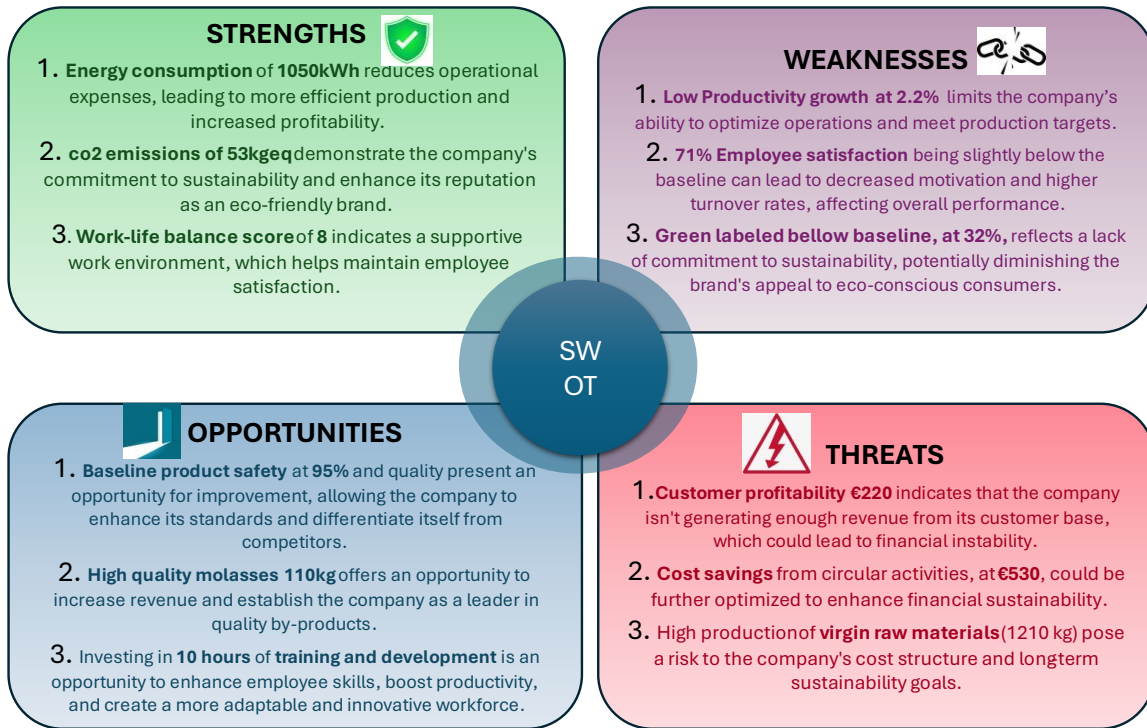 STRENGTHS
1. Energy consumption of 1050kWh reduces operational
expenses, leading to more efficient production and
increased profitability.
2. co2 emissions of 53kgeq demonstrate the company's
commitment to sustainability and enhance its reputation
as an eco-friendly brand.
3. Work-life balance score of 8 indicates a supportive
work environment, which helps maintain employee
satisfaction.
WEAKNESSES
1. Low Productivity growth at 2.2% limits the company's
ability to optimize operations and meet production targets.
2. 71% Employee satisfaction being slightly below the
baseline can lead to decreased motivation and higher
turnover rates, affecting overall performance.
3. Green labeled bellow baseline, at 32%, reflects a lack
of commitment to sustainability, potentially diminishing the
brand's appeal to eco-conscious consumers.
SW
OT
OPPORTUNITIES
1. Baseline product safety at 95% and quality present an
opportunity for improvement, allowing the company to
enhance its standards and differentiate itself from
competitors.
2. High quality molasses 110kg offers an opportunity to
increase revenue and establish the company as a leader in
quality by-products.
3. Investing in 10 hours of training and development is an
opportunity to enhance employee skills, boost productivity,
and create a more adaptable and innovative workforce.
THREATS
1.Customer profitability €220 indicates that the company
isn't generating enough revenue from its customer base,
which could lead to financial instability.
2. Cost savings from circular activities, at €530, could be
further optimized to enhance financial sustainability.
3. High production of virgin raw materials (1210 kg) pose
a risk to the company's cost structure and longterm
sustainability goals.